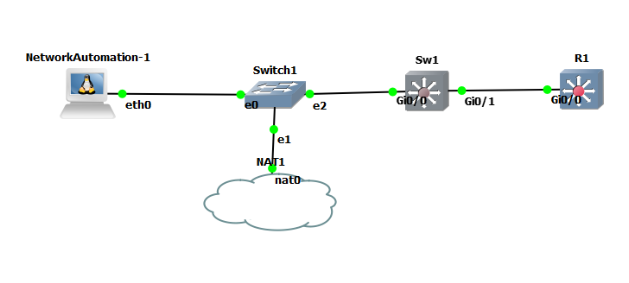 NetworkAutomation-1
Switch1
Sw1
R1
eth0
e0
e2
Gi0/0
Gi0/1
Gi0/0
e1
NAT1
nat0